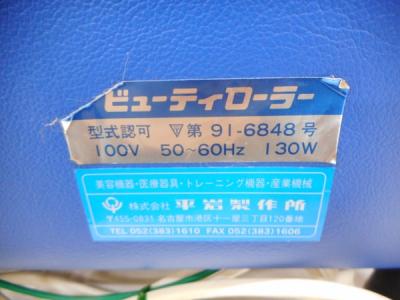 ビューティローラー
型式認可 ▽〒 第 91-6848 号
100V 50~60Hz 130W
美容機器・医療器具・トレーニング機器・産業機械
株式会社 平岩製作所
〒455-0831 名古屋市港区十一屋三丁目120番地
TEL 052(383)1610 FAX 052(383)1606